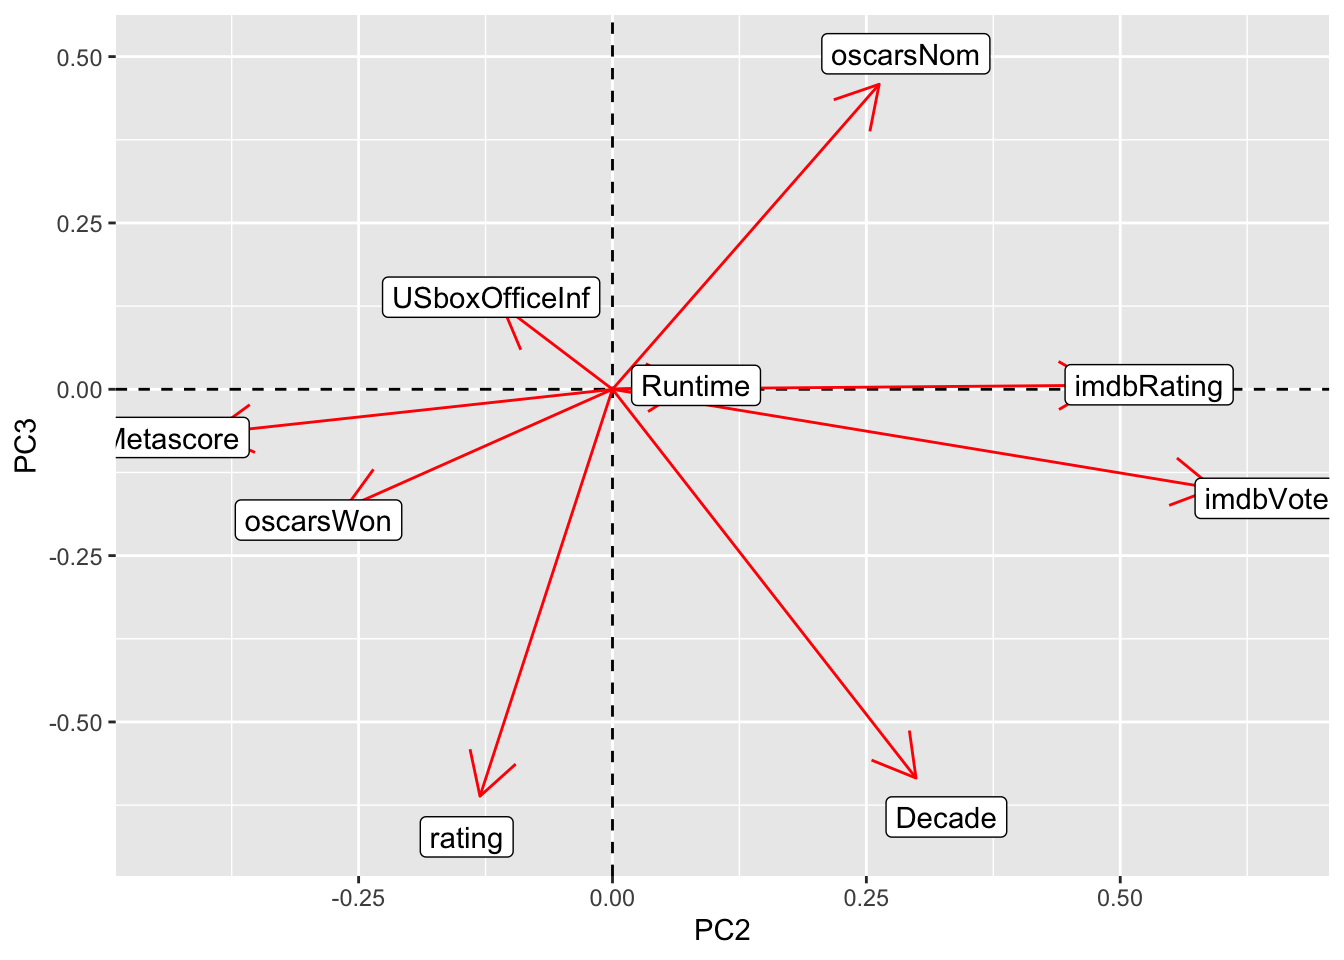 oscarsNom
0.50
0.25
USboxOfficeInf
0.00
Runtime
imdbRating
Metascore
PC3
oscarsWon
imdbVote
-0.25
-0.50
rating
Decade
-0.25
0.00
0.25
0.50
PC2